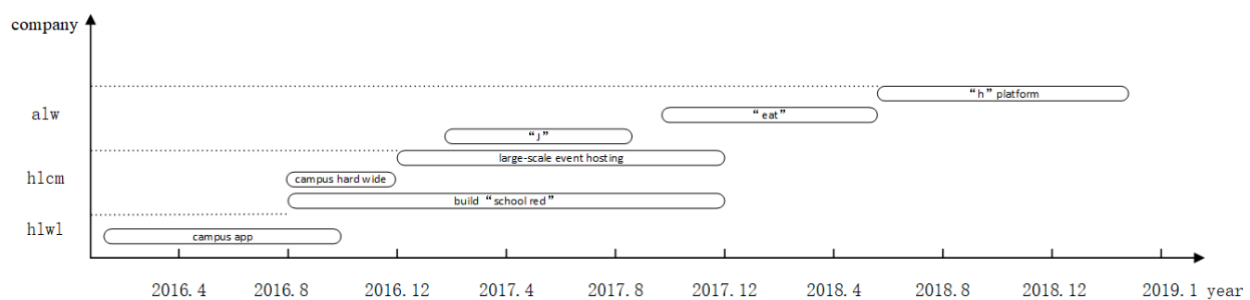 company
"h" platform
alw
"eat"
"J"
large-scale event hosting
hlcm
campus hard wide
build "school red"
hlwl
campus app
2016.4 2016.8 2016.12 2017.4 2017.8 2017.12 2018.4 2018.8 2018.12 2019.1 year